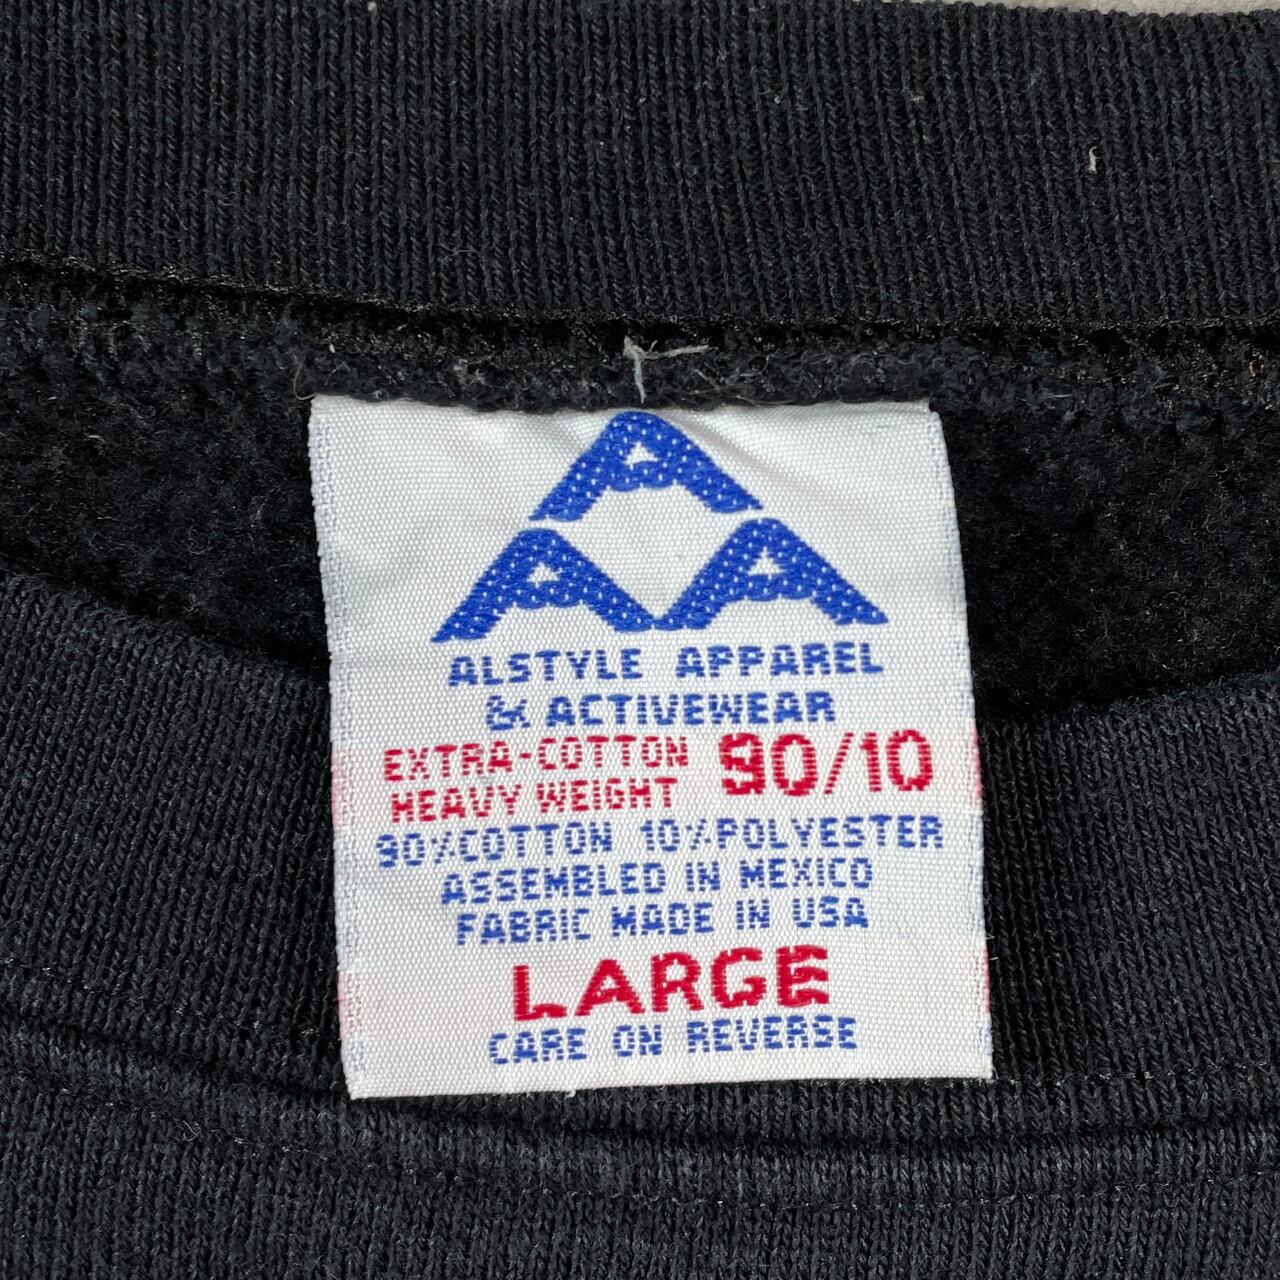 A
A A
ALSTYLE APPAREL
& ACTIVEWEAR
EXTRA-COTTON 90/10
HEAVY WEIGHT
90%COTTON 10%POLYESTER
ASSEMBLED IN MEXICO
FABRIC MADE IN USA
LARGE
CARE ON REVERSE